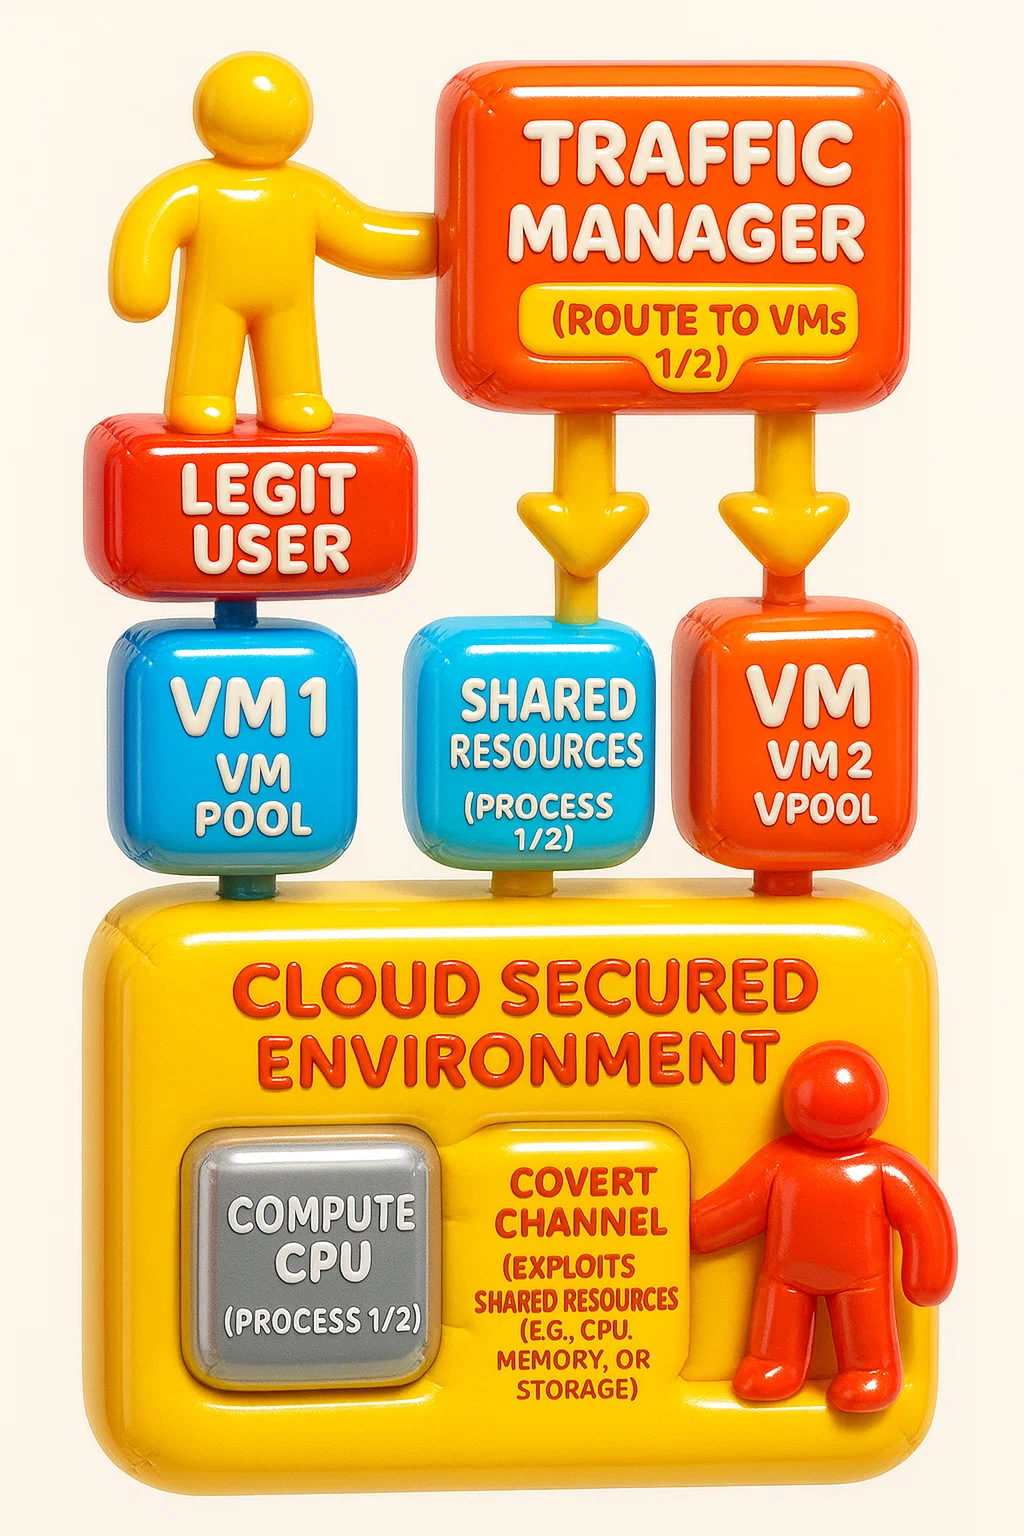 TRAFFIC
MANAGER
(ROUTE TO VMs
1/2)
LEGIT
USER
VM 1
VM
POOL
SHARED
RESOURCES
(PROCESS
1/2)
VM
VM 2
VPOOL
CLOUD SECURED
ENVIRONMENT
COMPUTE
CPU
(PROCESS 1/2)
COVERT
CHANNEL
(EXPLOITS
SHARED RESOURCES
(E.G., CPU.
MEMORY, OR
STORAGE)